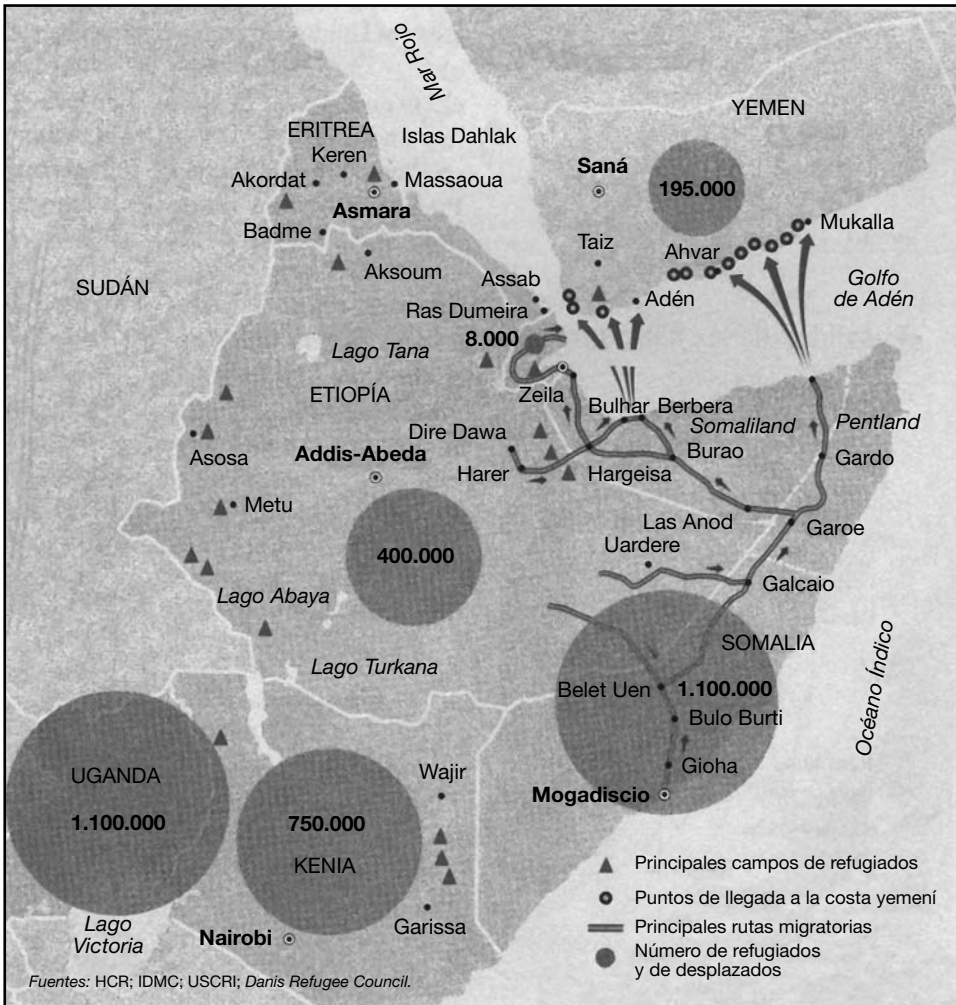 Mar Rojo
YEMEN
ERITREA
Islas Dahlak
Keren
Saná
195.000
Akordat
Massaoua
Asmara
Mukalla
Badme
Taiz
Ahvar
Aksoum
SUDÁN
Assab
Adén
Golfo
de Adén
Ras Dumeira
8.000
Lago Tana
ETIOPÍA
Zeila
Bulhar
Berbera
Somaliland
Pentland
Dire Dawa
Asosa
Addis-Abeda
Harer
Hargeisa
Burao
Gardo
Metu
Las Anod
Garoe
400.000
Uardere
Galcaio
Lago Abaya
SOMALIA
Lago Turkana
Belet Uen
1.100.000
Bulo Burti
Océano Índico
UGANDA
1.100.000
Wajir
Gioha
Mogadiscio
750.000
KENIA
Garissa
Lago
Victoria
Nairobi
Principales campos de refugiados
Puntos de llegada a la costa yemení
Principales rutas migratorias
Número de refugiados
y de desplazados
Fuentes: HCR; IDMC; USCRI; Danis Refugee Council.